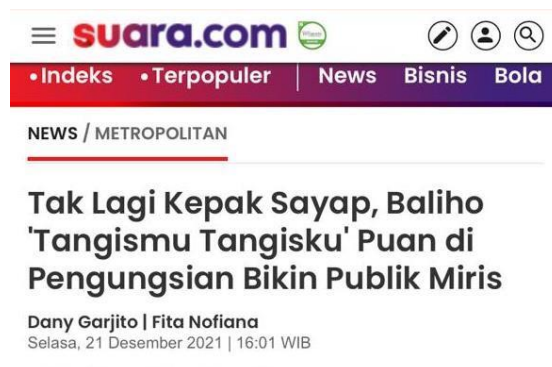 suara.com
•Indeks •Terpopuler | News Bisnis Bola
NEWS / METROPOLITAN
Tak Lagi Kepak Sayap, Baliho
'Tangismu Tangisku' Puan di
Pengungsian Bikin Publik Miris
Dany Garjito | Fita Nofiana
Selasa, 21 Desember 2021 | 16:01 WIB